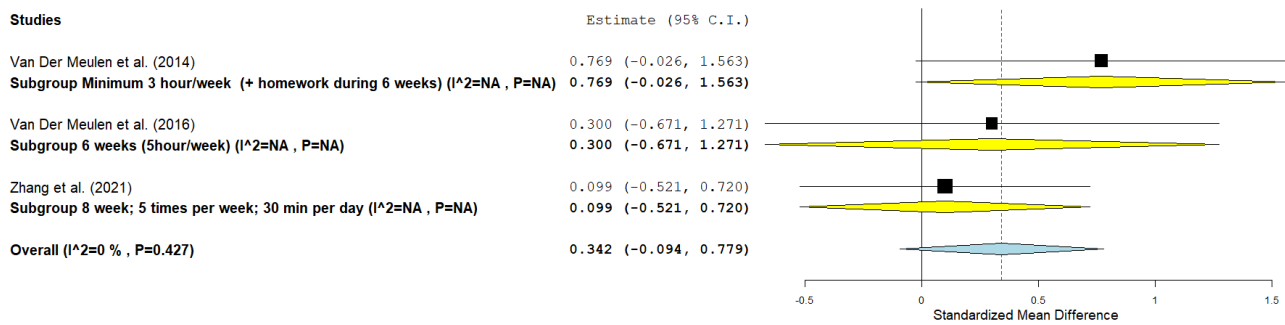 Studies Estimate (95% C.I.)
Van Der Meulen et al. (2014) 0.769 (-0.026, 1.563)
Subgroup Minimum 3 hour/week (+ homework during 6 weeks) (I^2=NA , P=NA) 0.769 (-0.026, 1.563)
Van Der Meulen et al. (2016) 0.300 (-0.671, 1.271)
Subgroup 6 weeks (5hour/week) (I^2=NA , P=NA) 0.300 (-0.671, 1.271)
Zhang et al. (2021) 0.099 (-0.521, 0.720)
Subgroup 8 week; 5 times per week; 30 min per day (I^2=NA , P=NA) 0.099 (-0.521, 0.720)
Overall (I^2=0 % , P=0.427) 0.342 (-0.094, 0.779)
-0.5 0 0.5 1 1.5
Standardized Mean Difference